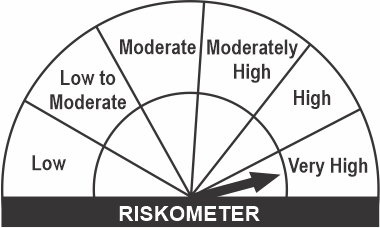 Low
Low to
Moderate
Moderate
Moderately
High
High
Very High
RISKOMETER